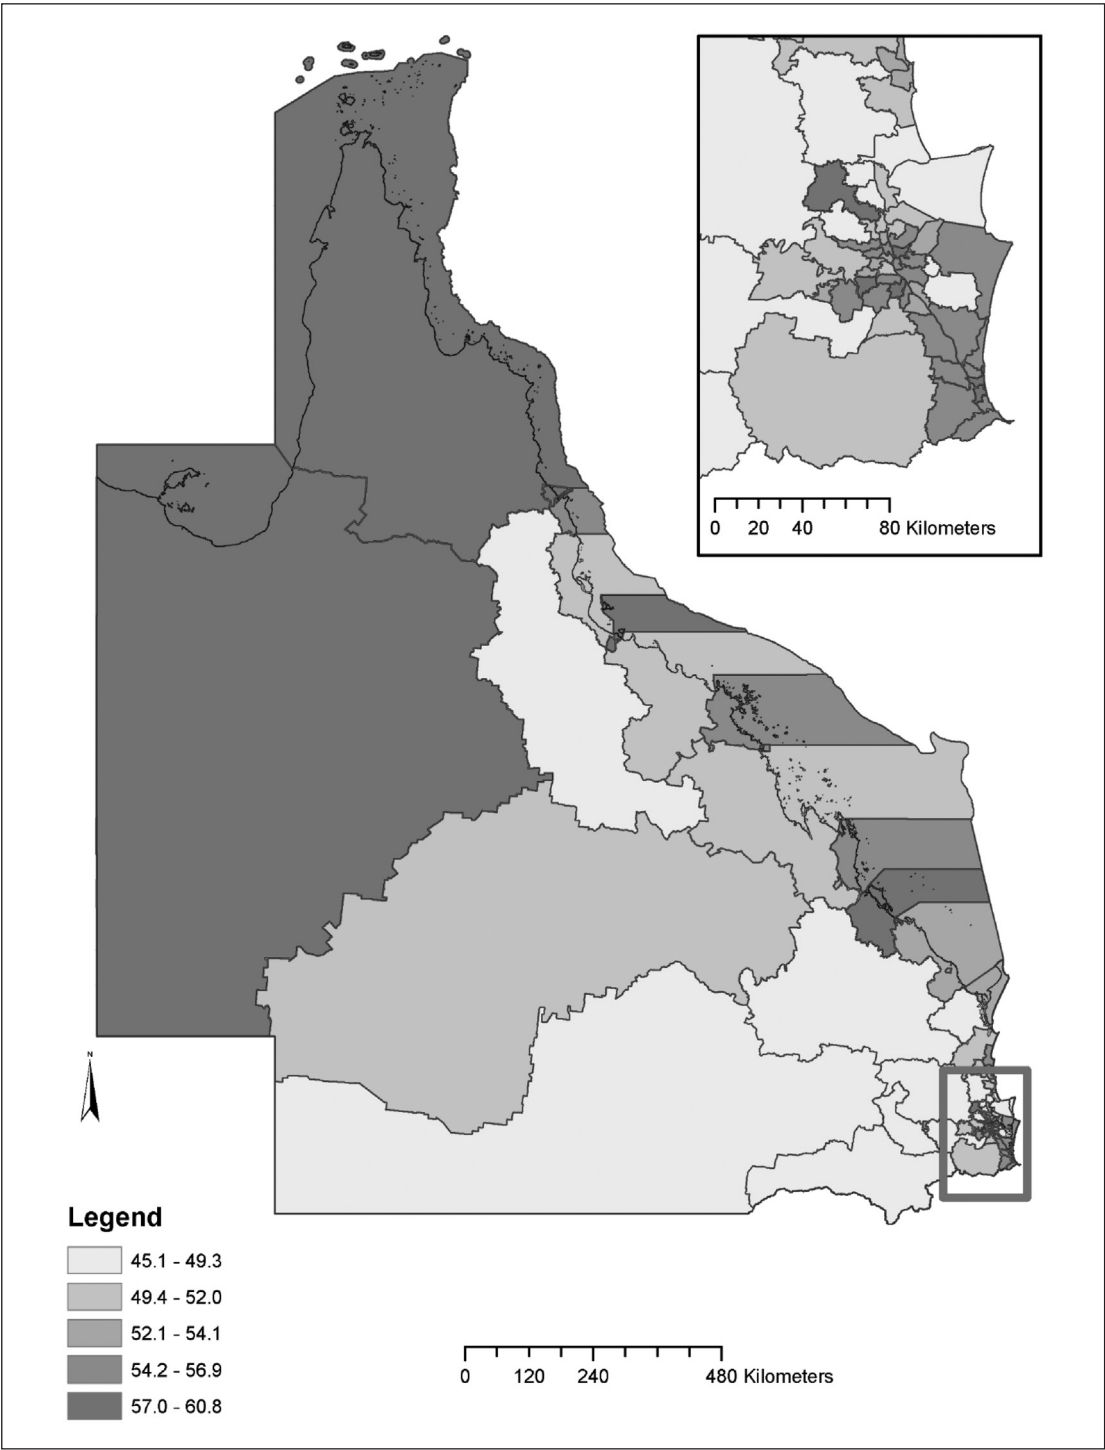 0 20 40 80 Kilometers
N
Legend
45.1 - 49.3
49.4 - 52.0
52.1 - 54.1
54.2 - 56.9
57.0 - 60.8
0 120 240 480 Kilometers